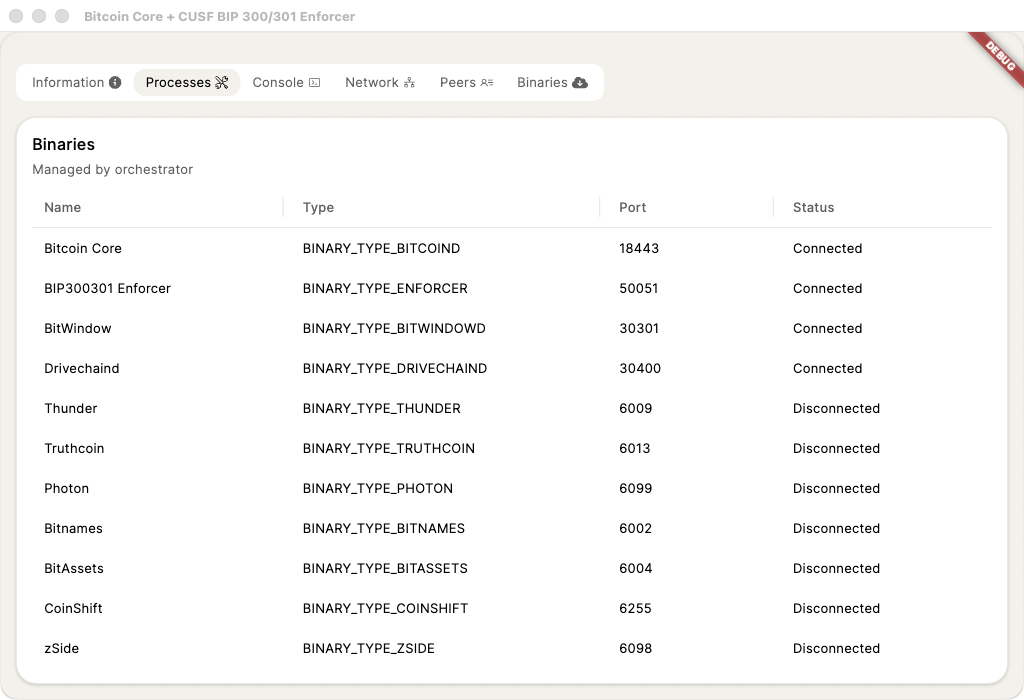 Bitcoin Core + CUSF BIP 300/301 Enforcer
DEBUG
Information Processes Console Network Peers Binaries
Binaries
Managed by orchestrator
Name Type Port Status
Bitcoin Core BINARY_TYPE_BITCOIND 18443 Connected
BIP300301 Enforcer BINARY_TYPE_ENFORCER 50051 Connected
BitWindow BINARY_TYPE_BITWINDOWD 30301 Connected
Drivechaind BINARY_TYPE_DRIVECHAIND 30400 Connected
Thunder BINARY_TYPE_THUNDER 6009 Disconnected
Truthcoin BINARY_TYPE_TRUTHCOIN 6013 Disconnected
Photon BINARY_TYPE_PHOTON 6099 Disconnected
Bitnames BINARY_TYPE_BITNAMES 6002 Disconnected
BitAssets BINARY_TYPE_BITASSETS 6004 Disconnected
CoinShift BINARY_TYPE_COINSHIFT 6255 Disconnected
zSide BINARY_TYPE_ZSIDE 6098 Disconnected